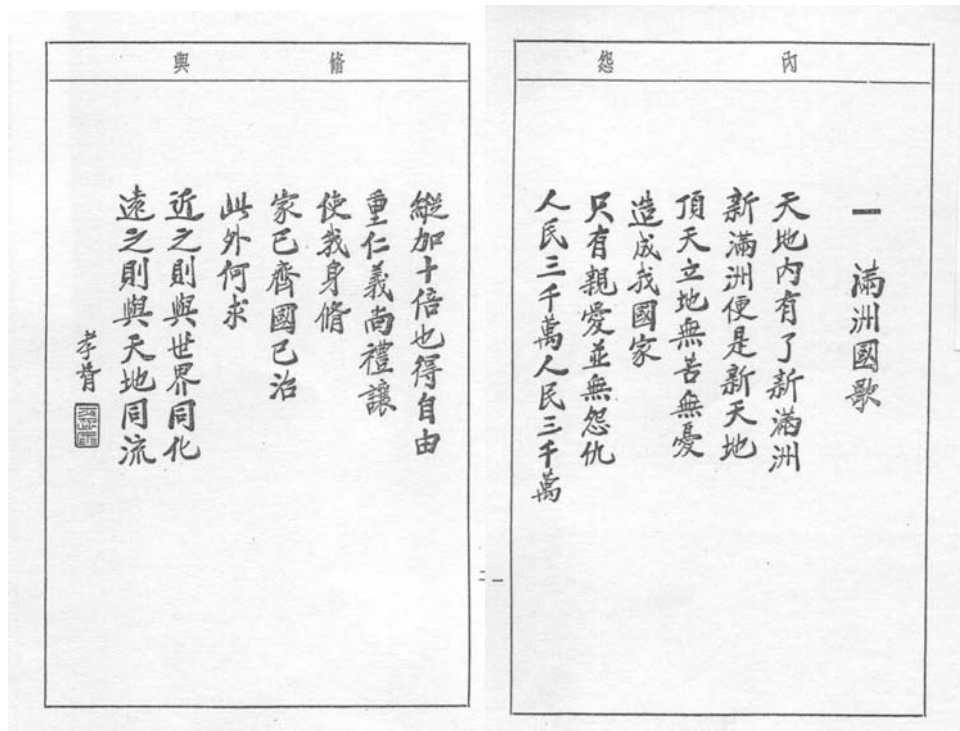 內 怨
一 滿洲國歌
天地內有了新滿洲
新滿洲便是新天地
頂天立地無苦無憂
造成我國家
只有親愛並無怨仇
人民三千萬人民三千萬
一
脩 與
縱加十倍也得自由
重仁義尚禮讓
使我身脩
家已齊國已治
此外何求
近之則與世界同化
遠之則與天地同流
孝胥
二